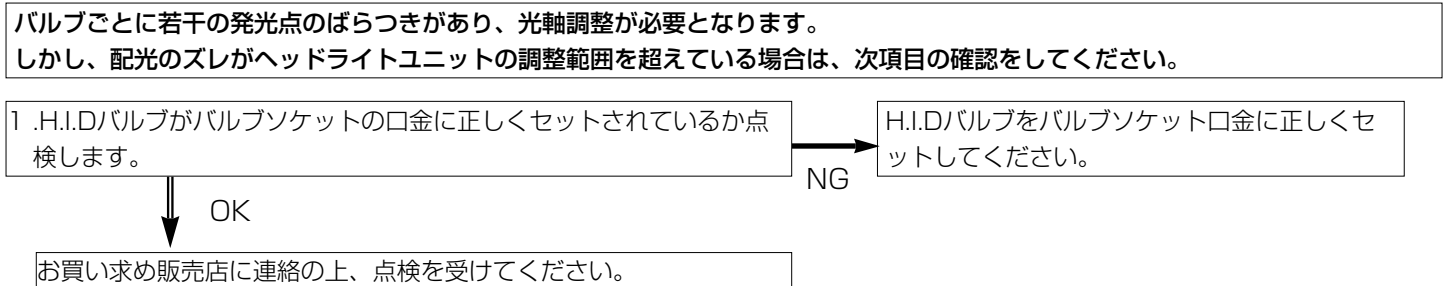 バルブごとに若干の発光点のばらつきがあり、光軸調整が必要となります。
しかし、配光のズレがヘッドライトユニットの調整範囲を超えている場合は、次項目の確認をしてください。
1 .H.I.Dバルブがバルブソケットの口金に正しくセットされているか点
検します。
NG
H.I.Dバルブをバルブソケット口金に正しくセ
ットしてください。
OK
お買い求め販売店に連絡の上、点検を受けてください。